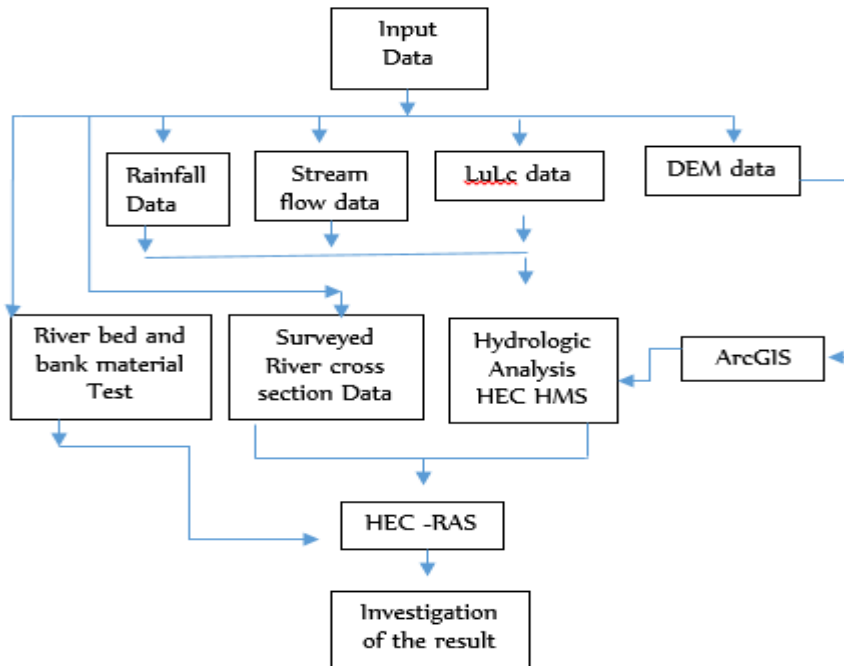 Input
Data
Rainfall
Data
Stream
flow data
LuLc data
DEM data
River bed and
bank material
Test
Surveyed
River cross
section Data
Hydrologic
Analysis
HEC HMS
ArcGIS
HEC -RAS
Investigation
of the result